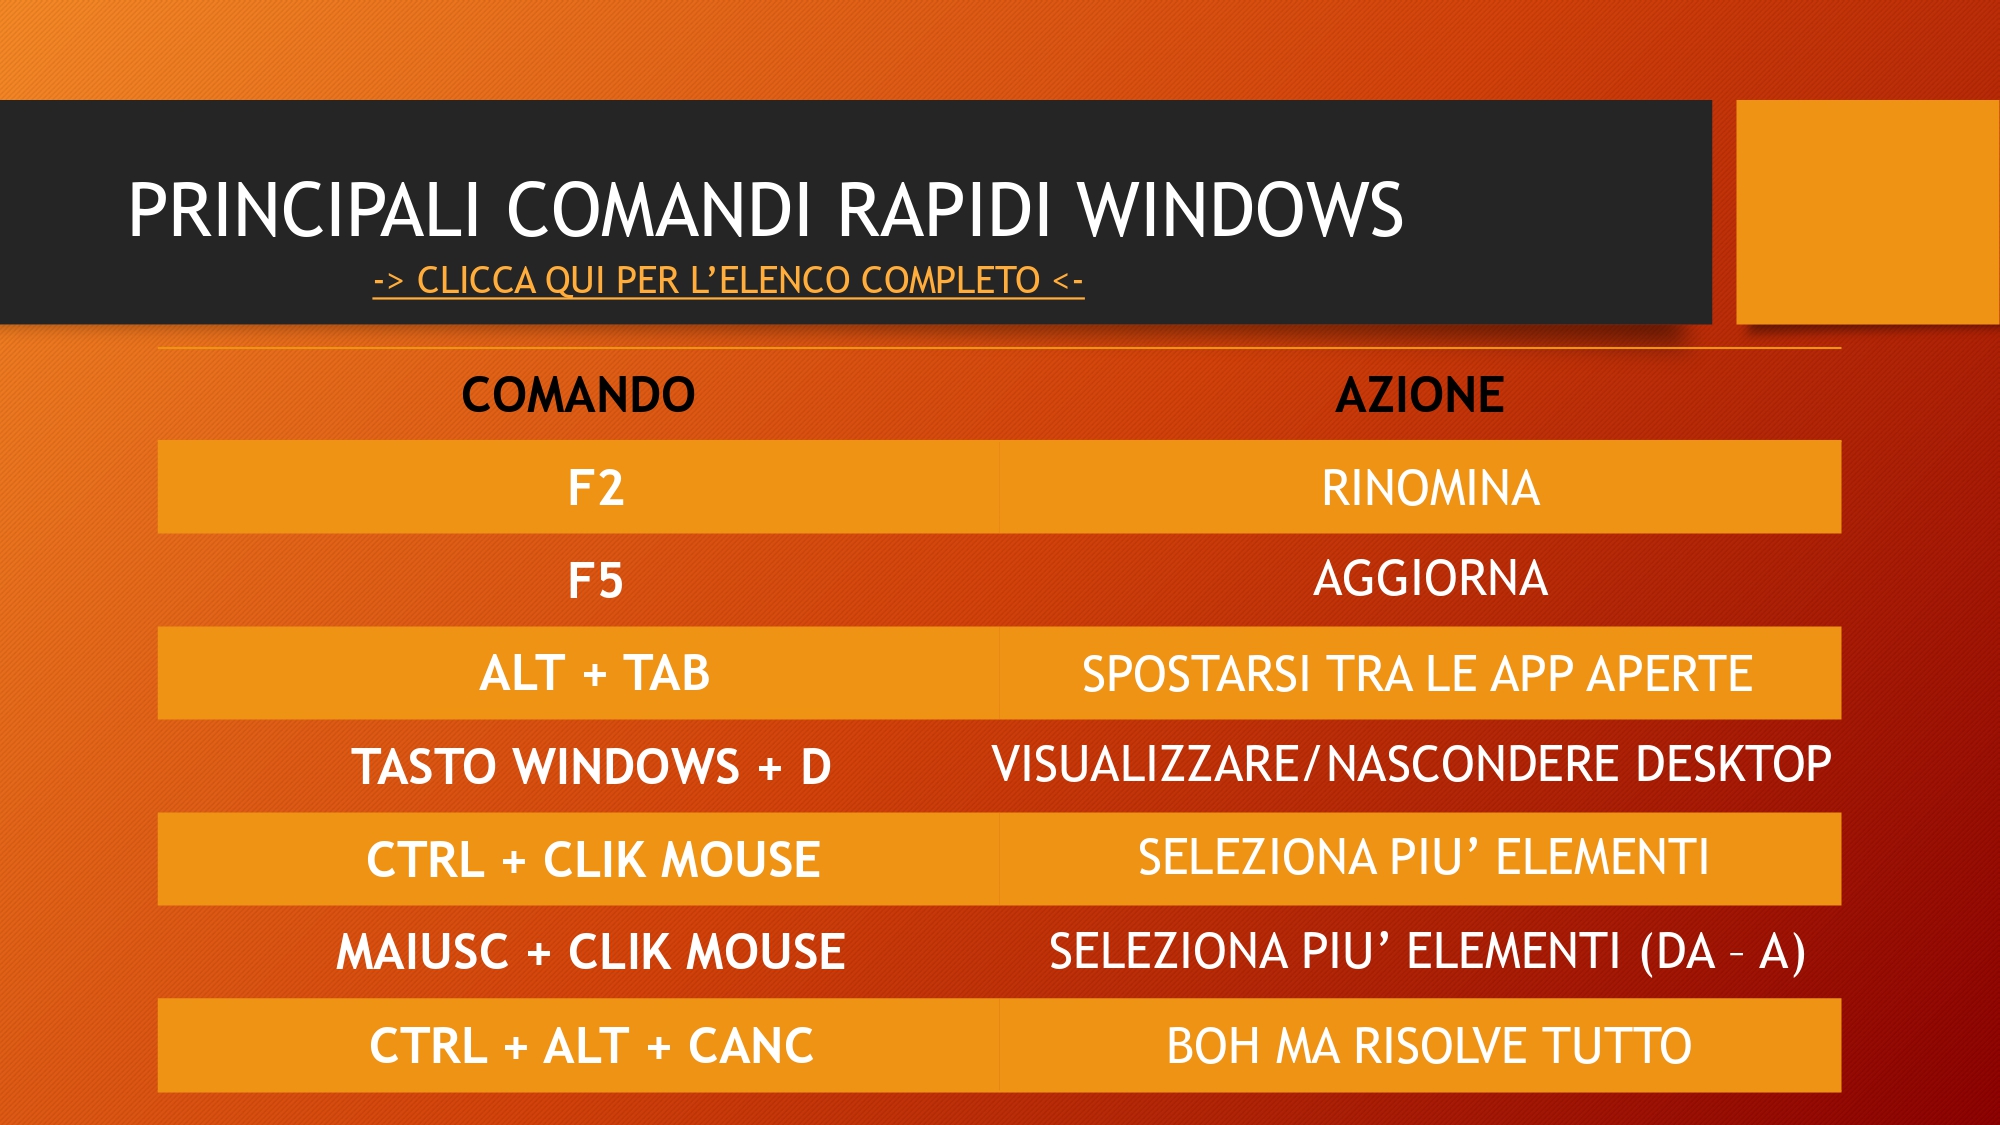 PRINCIPALI COMANDI RAPIDI WINDOWS
-> CLICCA QUI PER L’ELENCO COMPLETO <-
COMANDO AZIONE
F2 RINOMINA
F5 AGGIORNA
ALT + TAB SPOSTARSI TRA LE APP APERTE
TASTO WINDOWS + D VISUALIZZARE/NASCONDERE DESKTOP
CTRL + CLIK MOUSE SELEZIONA PIU’ ELEMENTI
MAIUSC + CLIK MOUSE SELEZIONA PIU’ ELEMENTI (DA – A)
CTRL + ALT + CANC BOH MA RISOLVE TUTTO